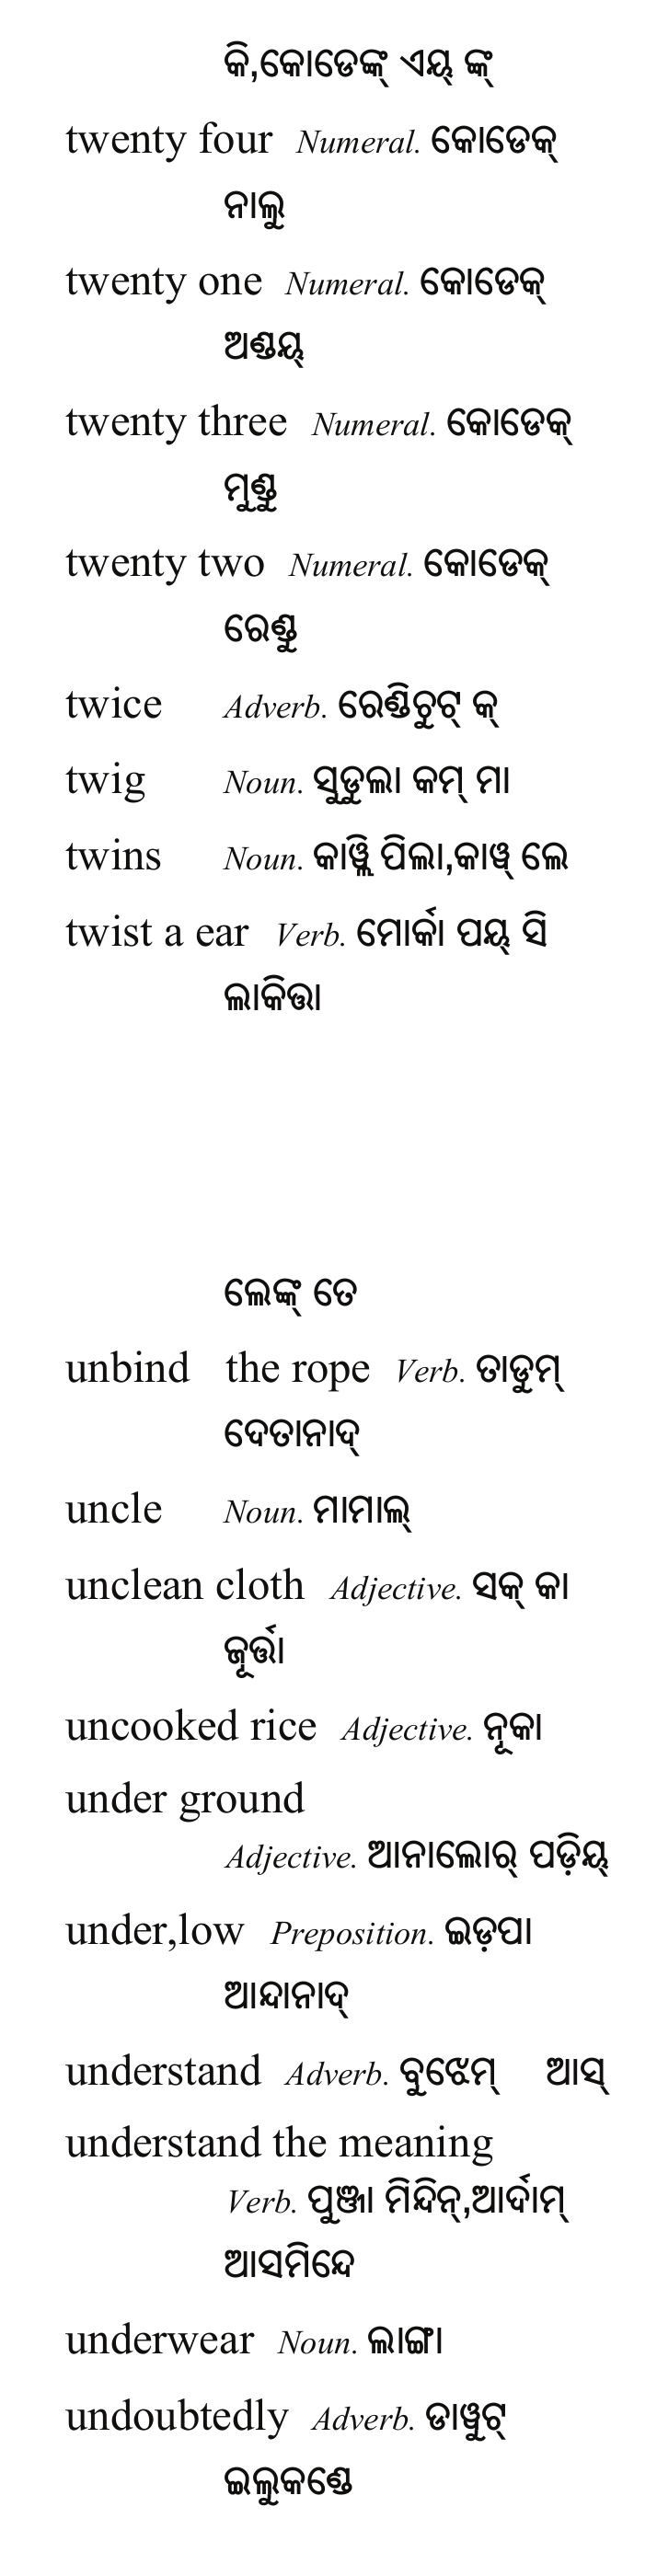 କି,କୋଡେଙ୍କ୍ ଏୟ୍ ଙ୍କ୍
twenty four Numeral. କୋଡେକ୍
ନାଲୁ
twenty one Numeral. କୋଡେକ୍
ଅଣ୍ଡୟ୍
twenty three Numeral. କୋଡେକ୍
ମୁଣ୍ଡୁ
twenty two Numeral. କୋଡେକ୍
ରେଣ୍ଡୁ
twice Adverb. ରେଣ୍ଡିଚୁଟ୍ କ୍
twig Noun. ସୁଡୁଲା କମ୍ ମା
twins Noun. କାୱ୍ଲି ପିଲା,କାୱ୍ ଲେ
twist a ear Verb. ମୋର୍କା ପୟ୍ ସି
ଲାକିତ୍ତା
ଲେଙ୍କ୍ ତେ
unbind the rope Verb. ତାଡୁମ୍
ଦେତାନାଦ୍
uncle Noun. ମାମାଲ୍
unclean cloth Adjective. ସକ୍ କା
ଜୂର୍ତ୍ତା
uncooked rice Adjective. ନୂକା
under ground
Adjective. ଆନାଲୋର୍ ପଡ଼ିୟ୍
under,low Preposition. ଇଡ଼ପା
ଆନ୍ଦାନାଦ୍
understand Adverb. ବୁଝେମ୍ ଆସ୍
understand the meaning
Verb. ପୁଞ୍ଜା ମିନ୍ଦିନ୍,ଆର୍ଦାମ୍
ଆସମିନ୍ଦେ
underwear Noun. ଲାଙ୍ଗା
undoubtedly Adverb. ଡାୱୁଟ୍
ଇଲୁକଣ୍ଡେ